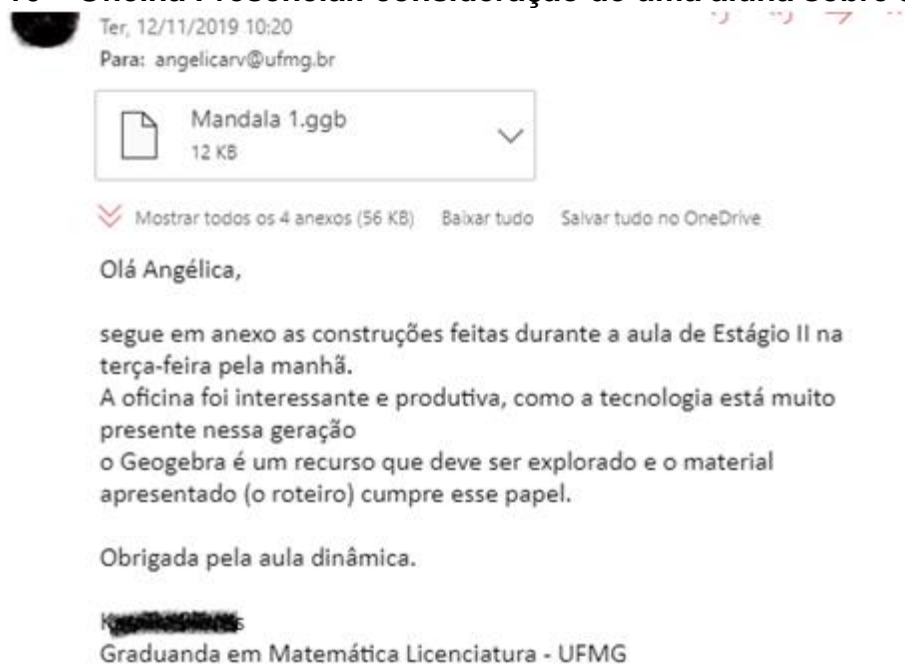 Ter, 12/11/2019 10:20
Para: angelicarv@ufmg.br
Mandala 1.ggb
12 KB
Mostrar todos os 4 anexos (56 KB) Baixar tudo Salvar tudo no OneDrive
Olá Angélica,
segue em anexo as construções feitas durante a aula de Estágio II na
terça-feira pela manhã.
A oficina foi interessante e produtiva, como a tecnologia está muito
presente nessa geração
o Geogebra é um recurso que deve ser explorado e o material
apresentado (o roteiro) cumpre esse papel.
Obrigada pela aula dinâmica.
Graduanda em Matemática Licenciatura - UFMG